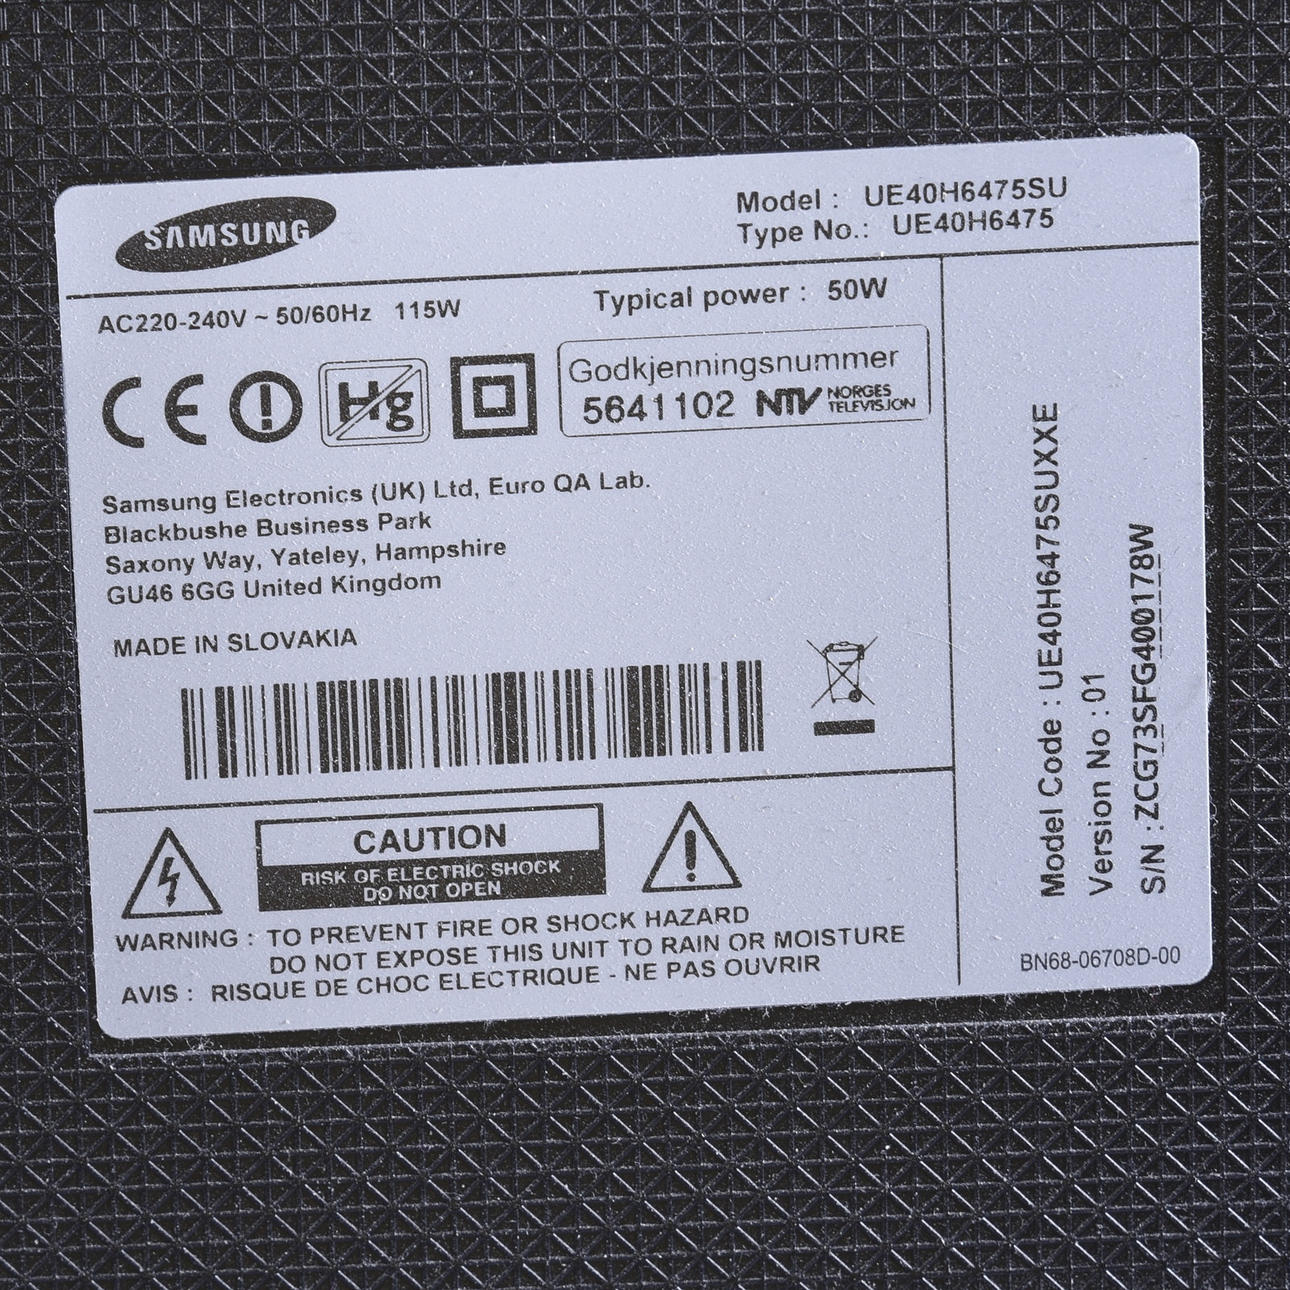 SAMSUNG
Model : UE40H6475SU
Type No.: UE40H6475
AC220-240V ~ 50/60Hz 115W
Typical power : 50W
CE
Hg
Godkjenningsnummer
5641102 NTV NORGES TELEVISJON
Samsung Electronics (UK) Ltd, Euro QA Lab.
Blackbushe Business Park
Saxony Way, Yateley, Hampshire
GU46 6GG United Kingdom
MADE IN SLOVAKIA
CAUTION
RISK OF ELECTRIC SHOCK
DO NOT OPEN
WARNING : TO PREVENT FIRE OR SHOCK HAZARD
DO NOT EXPOSE THIS UNIT TO RAIN OR MOISTURE
AVIS : RISQUE DE CHOC ELECTRIQUE - NE PAS OUVRIR
Model Code : UE40H6475SUXXE
Version No : 01
S/N : ZCG73SFG400178W
BN68-06708D-00